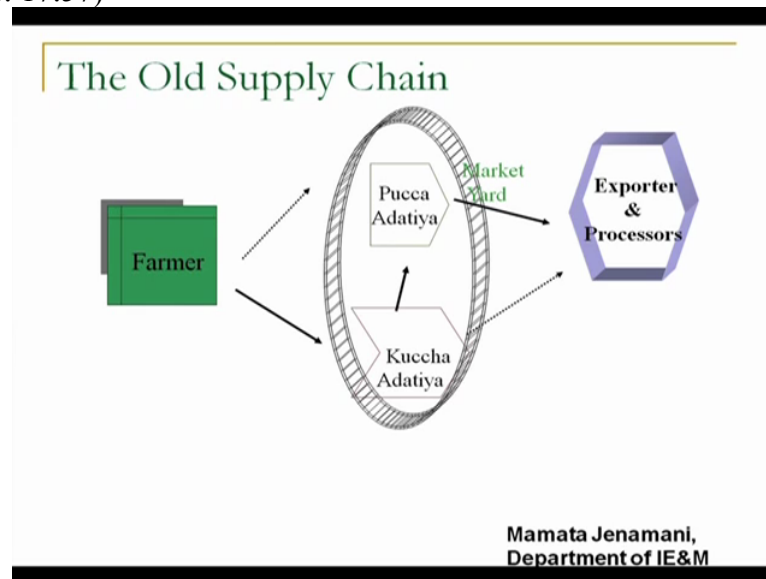 The Old Supply Chain
Market
Yard
Pucca
Adatiya
Exporter
&
Processors
Farmer
Kuccha
Adatiya
Mamata Jenamani,
Department of IE&M